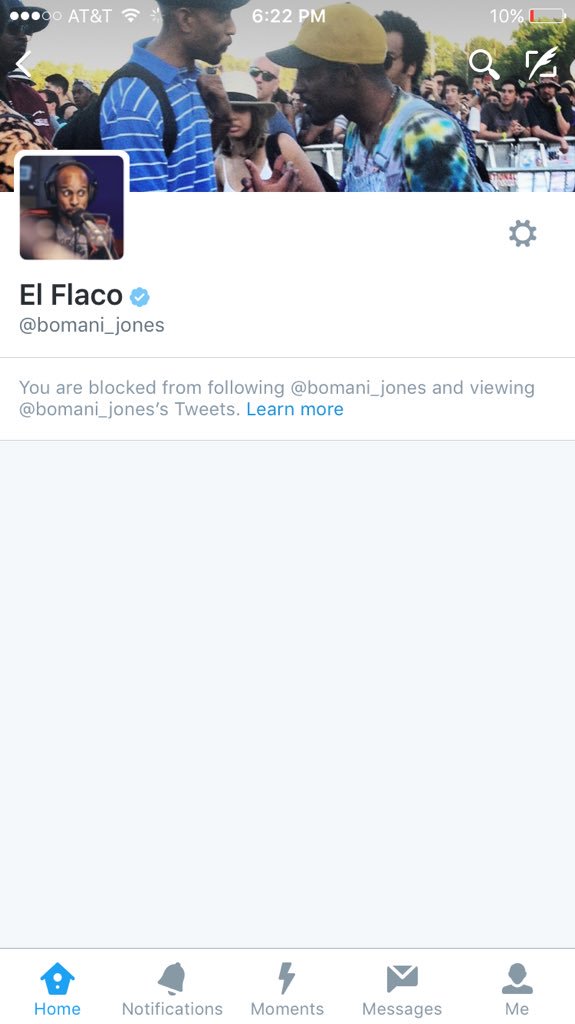 AT&T 6:22 PM 10%
El Flaco
@bomani_jones
You are blocked from following @bomani_jones and viewing
@bomani_jones’s Tweets. Learn more
Home Notifications Moments Messages Me